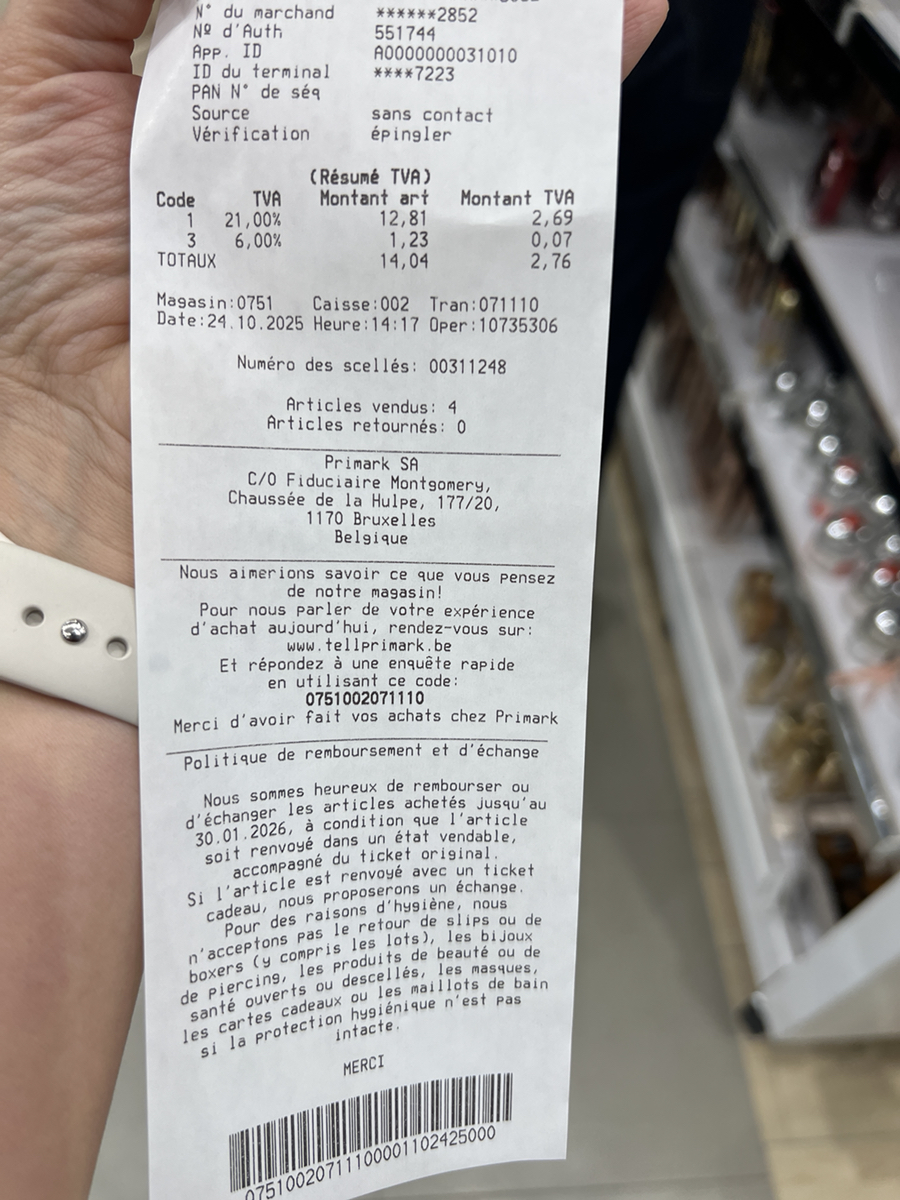 N° du marchand ******2852
Nº d'Auth 551744
App. ID A0000000031010
ID du terminal ****7223
PAN N° de séq
Source sans contact
Vérification épingler
(Résumé TVA)
Code TVA Montant art Montant TVA
1 21,00% 12,81 2,69
3 6,00% 1,23 0,07
TOTAUX 14,04 2,76
Magasin:0751 Caisse:002 Tran:071110
Date:24.10.2025 Heure:14:17 Oper:10735306
Numéro des scellés: 00311248
Articles vendus: 4
Articles retournés: 0
Primark SA
C/O Fiduciaire Montgomery,
Chaussée de la Hulpe, 177/20,
1170 Bruxelles
Belgique
Nous aimerions savoir ce que vous pensez
de notre magasin!
Pour nous parler de votre expérience
d'achat aujourd'hui, rendez-vous sur:
www.tellprimark.be
Et répondez à une enquête rapide
en utilisant ce code:
0751002071110
Merci d'avoir fait vos achats chez Primark
Politique de remboursement et d'échange
Nous sommes heureux de rembourser ou
d'échanger les articles achetés jusqu'au
30.01.2026, à condition que l'article
soit renvoyé dans un état vendable,
accompagné du ticket original.
Si l'article est renvoyé avec un ticket
cadeau, nous proposerons un échange.
Pour des raisons d'hygiène, nous
n'acceptons pas le retour de slips ou de
boxers (y compris les lots), les bijoux
de piercing, les produits de beauté ou de
santé ouverts ou descellés, les masques,
les cartes cadeaux ou les maillots de bain
si la protection hygiénique n'est pas
intacte.
MERCI
0751002071110000​1102425000